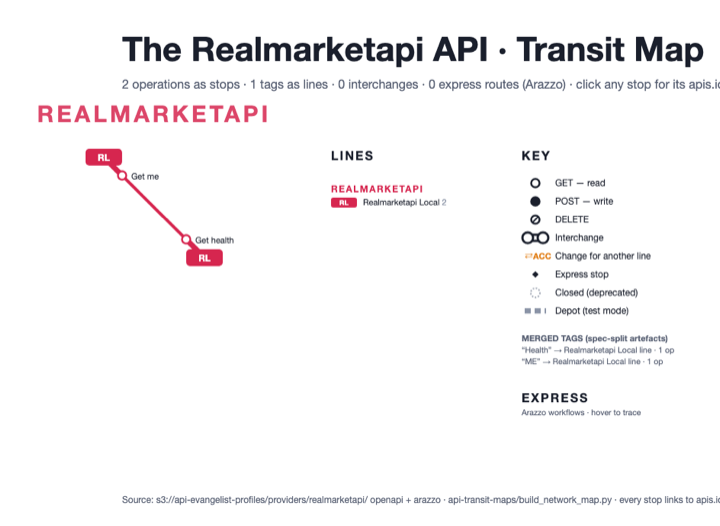 The Realmarketapi API · Transit Map
2 operations as stops · 1 tags as lines · 0 interchanges · 0 express routes (Arazzo) · click any stop for its apis.io
REALMARKETAPI
RL
Get me
Get health
RL
LINES
REALMARKETAPI
RL Realmarketapi Local 2
KEY
GET — read
POST — write
DELETE
Interchange
⇄ACC Change for another line
Express stop
Closed (deprecated)
Depot (test mode)
MERGED TAGS (spec-split artefacts)
"Health" → Realmarketapi Local line · 1 op
"ME" → Realmarketapi Local line · 1 op
EXPRESS
Arazzo workflows · hover to trace
Source: s3://api-evangelist-profiles/providers/realmarketapi/ openapi + arazzo · api-transit-maps/build_network_map.py · every stop links to apis.io